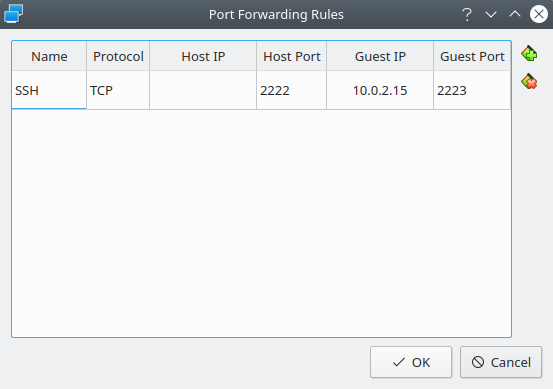 Port Forwarding Rules
Name Protocol Host IP Host Port Guest IP Guest Port
SSH TCP 2222 10.0.2.15 2223
OK Cancel